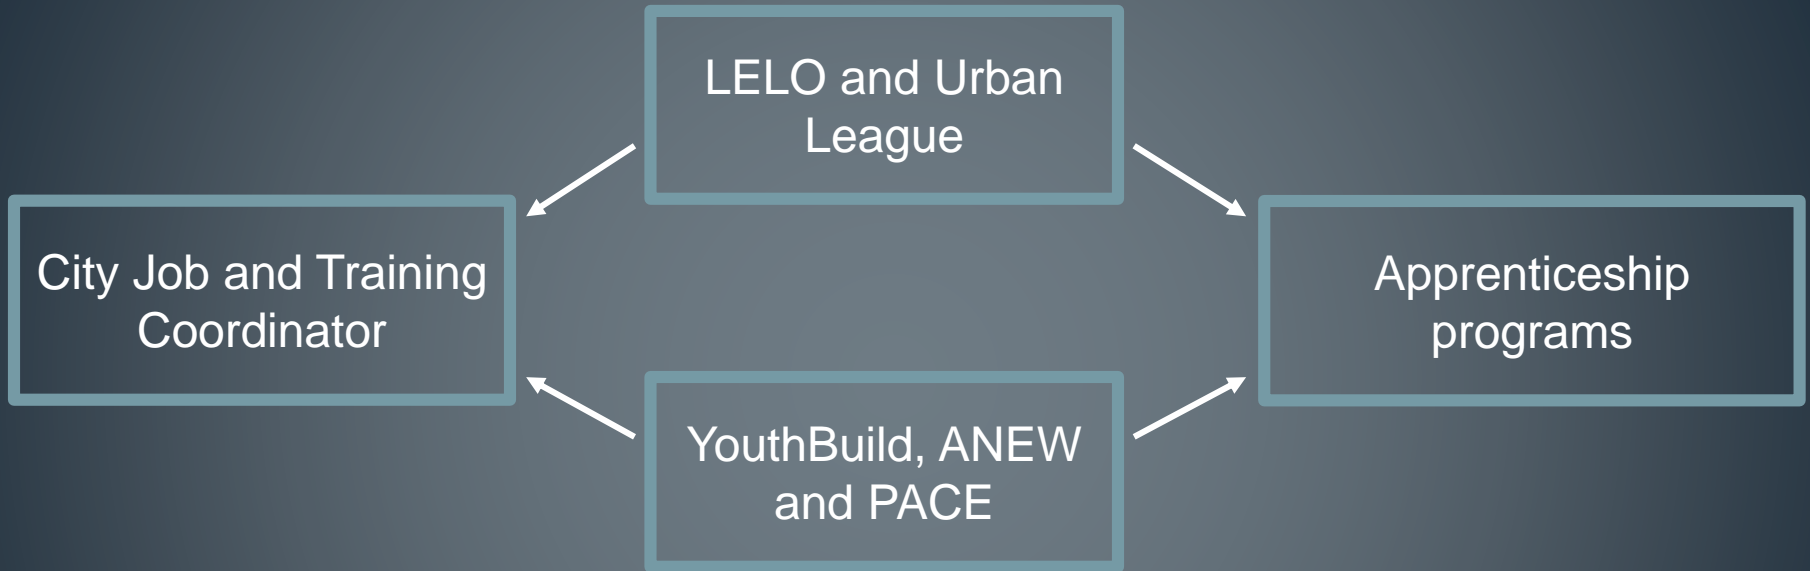 LELO and Urban
League
City Job and Training
Coordinator
Apprenticeship
programs
YouthBuild, ANEW
and PACE